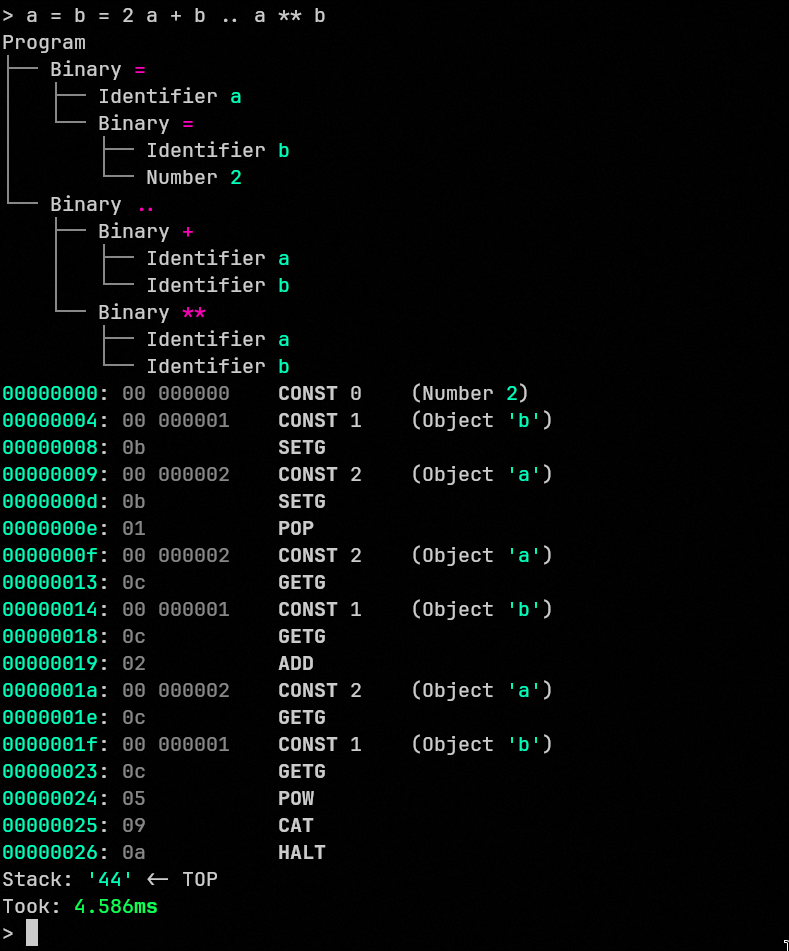 > a = b = 2 a + b .. a ** b
Program
├── Binary =
│   ├── Identifier a
│   └── Binary =
│       ├── Identifier b
│       └── Number 2
└── Binary ..
    ├── Binary +
    │   ├── Identifier a
    │   └── Identifier b
    └── Binary **
        ├── Identifier a
        └── Identifier b
00000000: 00 000000    CONST 0    (Number 2)
00000004: 00 000001    CONST 1    (Object 'b')
00000008: 0b           SETG
00000009: 00 000002    CONST 2    (Object 'a')
0000000d: 0b           SETG
0000000e: 01           POP
0000000f: 00 000002    CONST 2    (Object 'a')
00000013: 0c           GETG
00000014: 00 000001    CONST 1    (Object 'b')
00000018: 0c           GETG
00000019: 02           ADD
0000001a: 00 000002    CONST 2    (Object 'a')
0000001e: 0c           GETG
0000001f: 00 000001    CONST 1    (Object 'b')
00000023: 0c           GETG
00000024: 05           POW
00000025: 09           CAT
00000026: 0a           HALT
Stack: '44' <— TOP
Took: 4.586ms
>